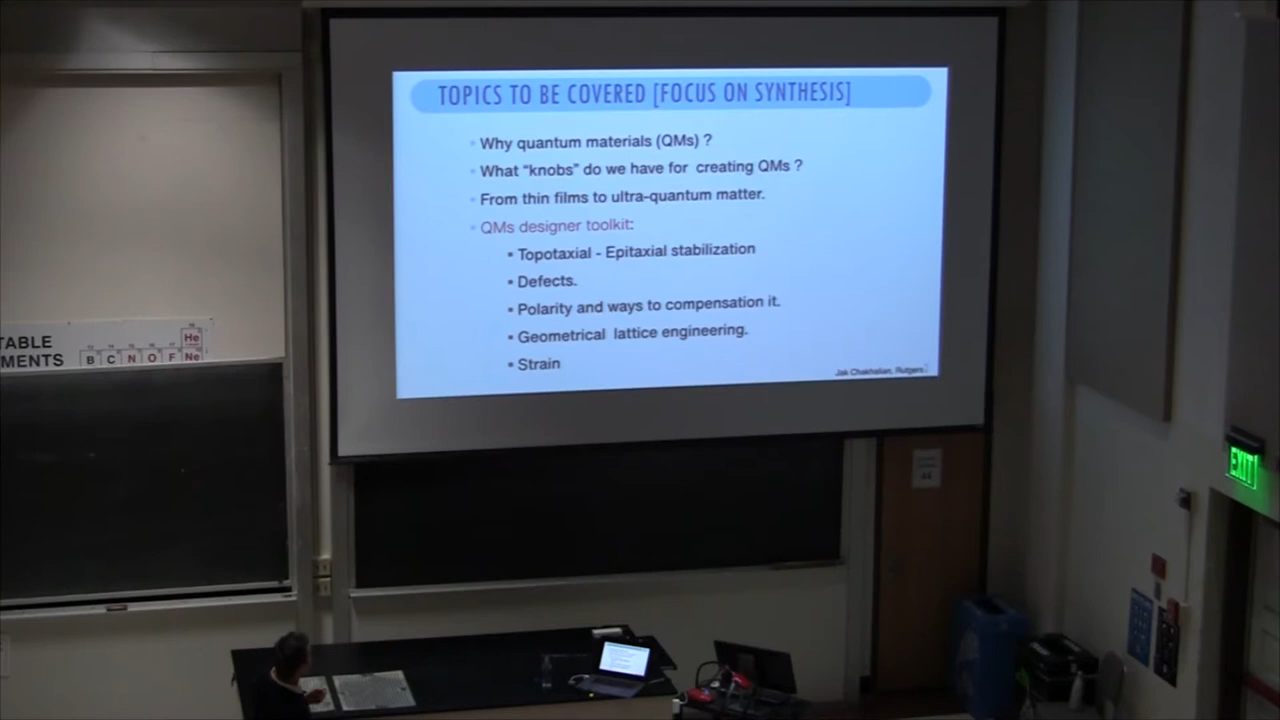 TOPICS TO BE COVERED [FOCUS ON SYNTHESIS]
Why quantum materials (QMs) ?
What “knobs” do we have for creating QMs ?
From thin films to ultra-quantum matter.
QMs designer toolkit:
Topotaxial - Epitaxial stabilization
Defects.
Polarity and ways to compensation it.
Geometrical lattice engineering.
Strain
Jak Chakhalian, Rutgers
TABLE
MENTS
He
B C N O F Ne
EXIT